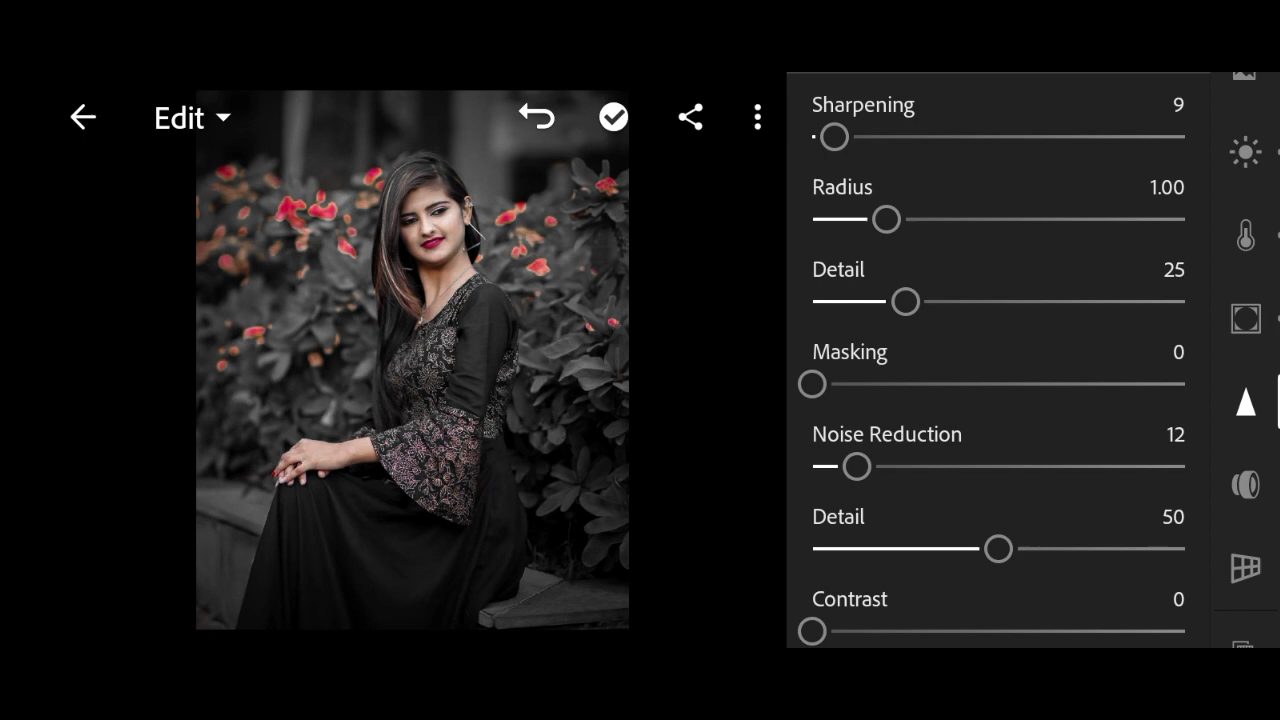 Edit
Sharpening 9
Radius 1.00
Detail 25
Masking 0
Noise Reduction 12
Detail 50
Contrast 0